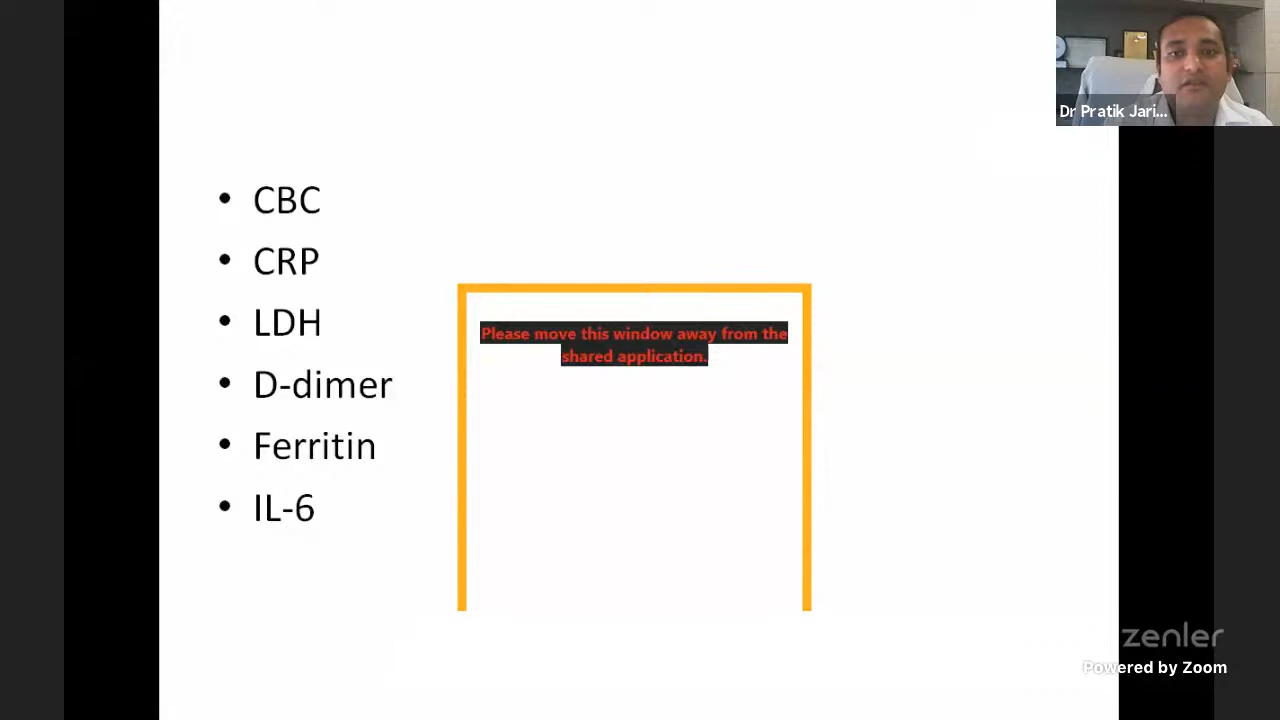 Dr Pratik Jari...
• CBC
• CRP
• LDH
• D-dimer
• Ferritin
• IL-6
Please move this window away from the
shared application.
zenler
Powered by Zoom